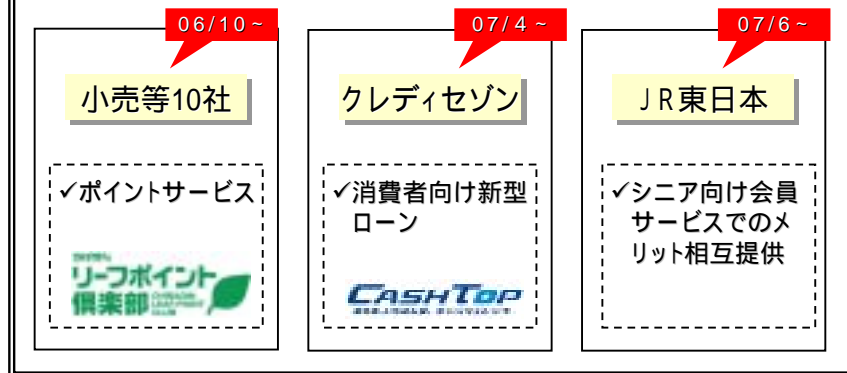 06/10~
07/4~
07/6~
小売等10社
クレディセゾン
JR東日本
✓ポイントサービス
リーフポイント
倶楽部
✓消費者向け新型
ローン
CASHTOP
✓シニア向け会員
サービスでのメ
リット相互提供